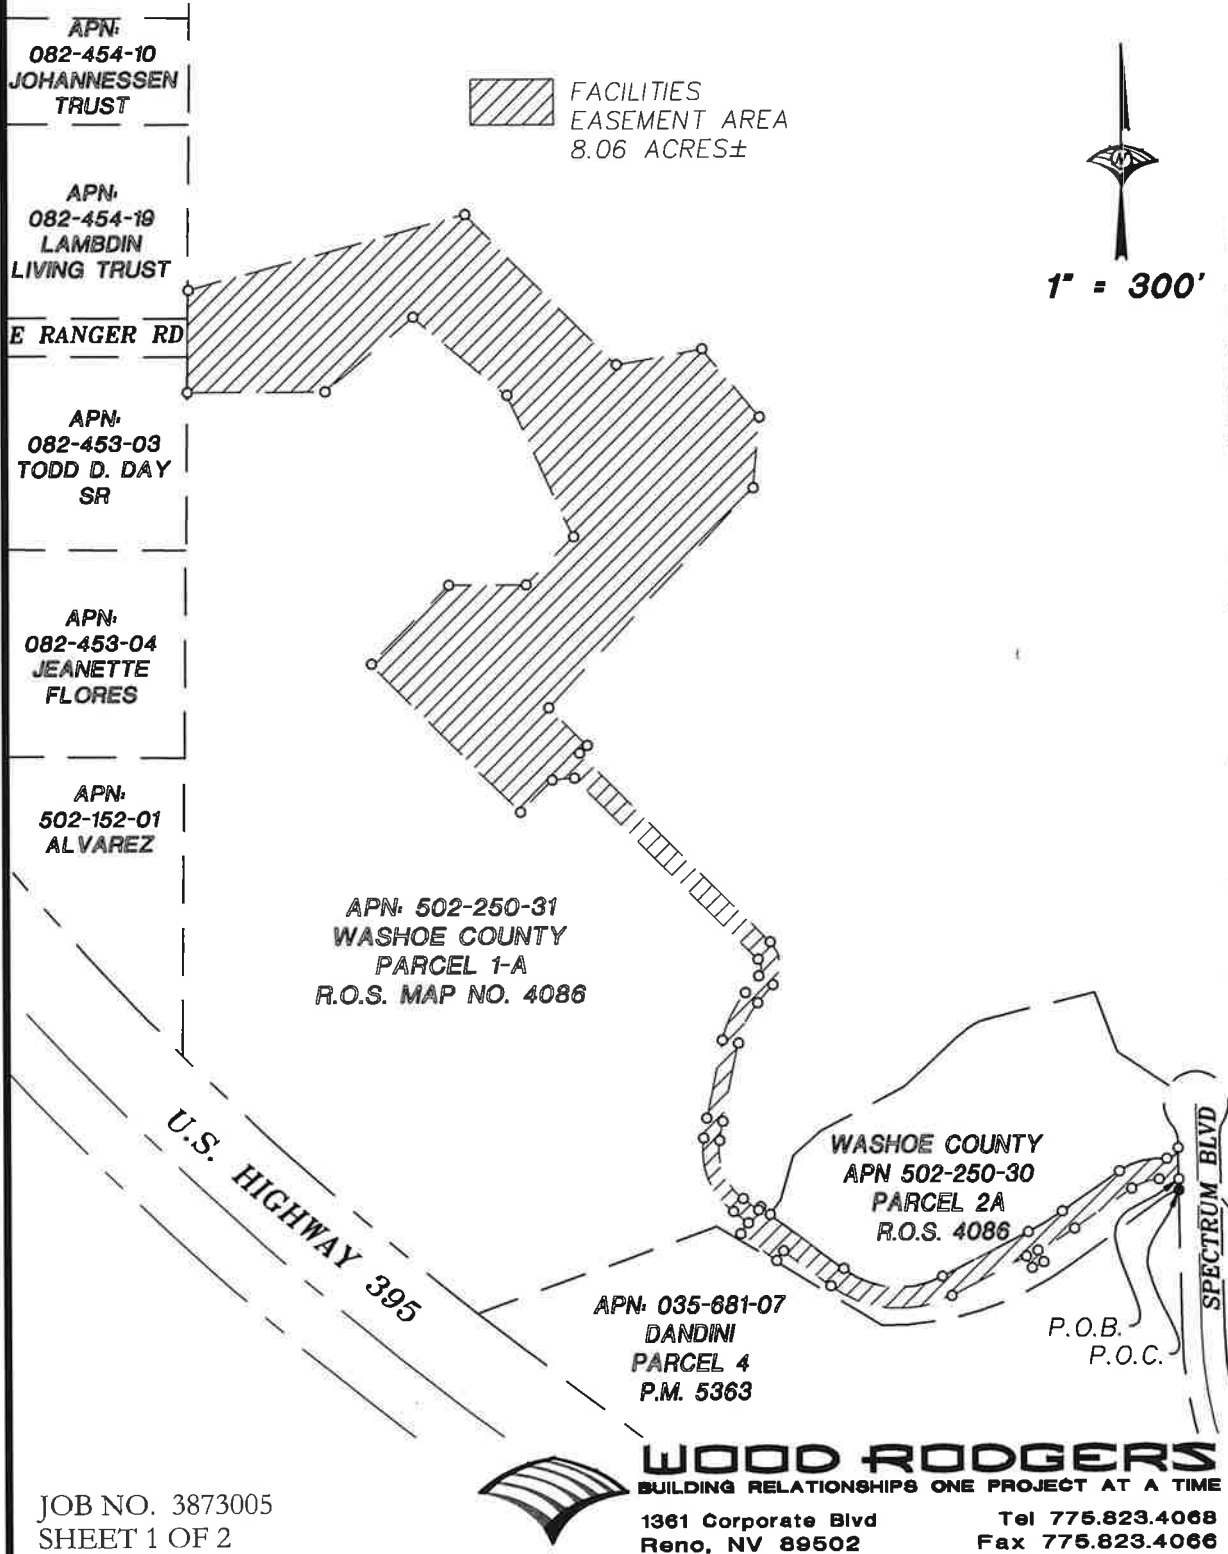 APN:
082-454-10
JOHANNESSEN
TRUST
FACILITIES
EASEMENT AREA
8.06 ACRES±
APN:
082-454-19
LAMBDIN
LIVING TRUST
N
1" = 300'
E RANGER RD
APN:
082-453-03
TODD D. DAY
SR
APN:
082-453-04
JEANETTE
FLORES
APN:
502-152-01
ALVAREZ
APN: 502-250-31
WASHOE COUNTY
PARCEL 1-A
R.O.S. MAP NO. 4086
U.S. HIGHWAY 395
WASHOE COUNTY
APN 502-250-30
PARCEL 2A
R.O.S. 4086
SPECTRUM BLVD
APN: 035-681-07
DANDINI
PARCEL 4
P.M. 5363
P.O.B.
P.O.C.
JOB NO. 3873005
SHEET 1 OF 2
WOOD RODGERS
BUILDING RELATIONSHIPS ONE PROJECT AT A TIME
1361 Corporate Blvd
Reno, NV 89502
Tel 775.823.4068
Fax 775.823.4066